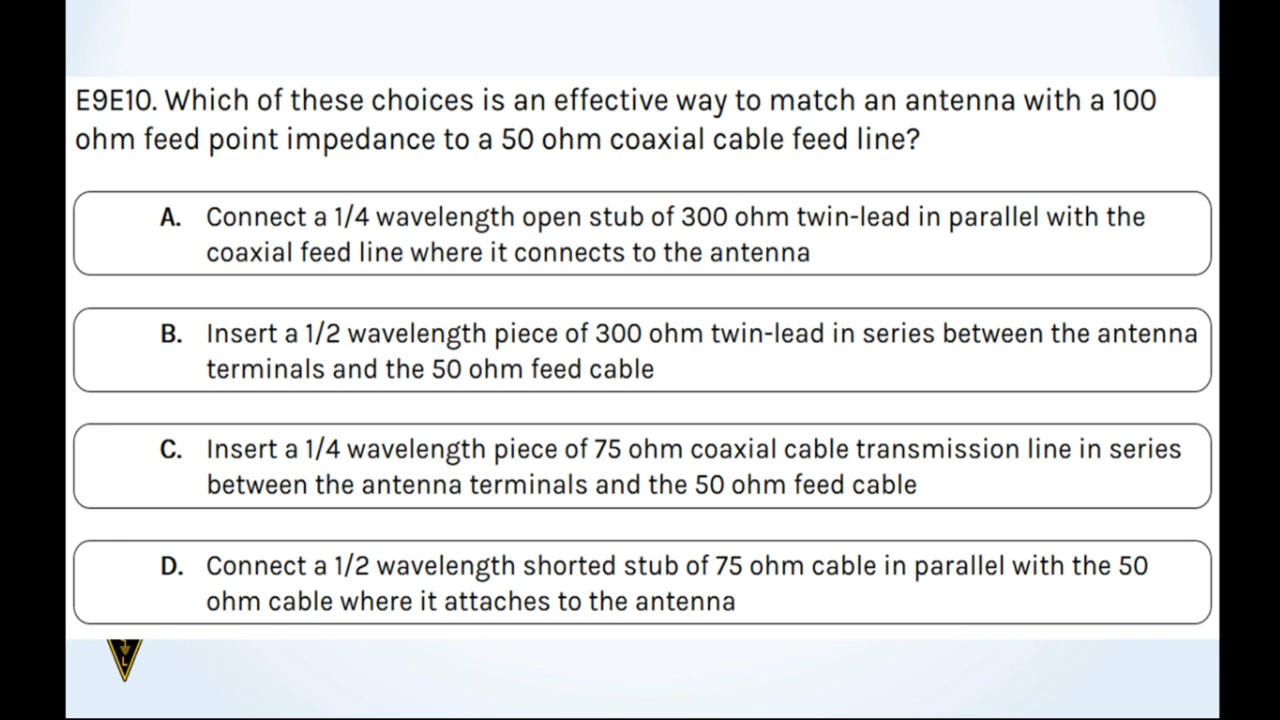 E9E10. Which of these choices is an effective way to match an antenna with a 100
ohm feed point impedance to a 50 ohm coaxial cable feed line?
A. Connect a 1/4 wavelength open stub of 300 ohm twin-lead in parallel with the
coaxial feed line where it connects to the antenna
B. Insert a 1/2 wavelength piece of 300 ohm twin-lead in series between the antenna
terminals and the 50 ohm feed cable
C. Insert a 1/4 wavelength piece of 75 ohm coaxial cable transmission line in series
between the antenna terminals and the 50 ohm feed cable
D. Connect a 1/2 wavelength shorted stub of 75 ohm cable in parallel with the 50
ohm cable where it attaches to the antenna
L